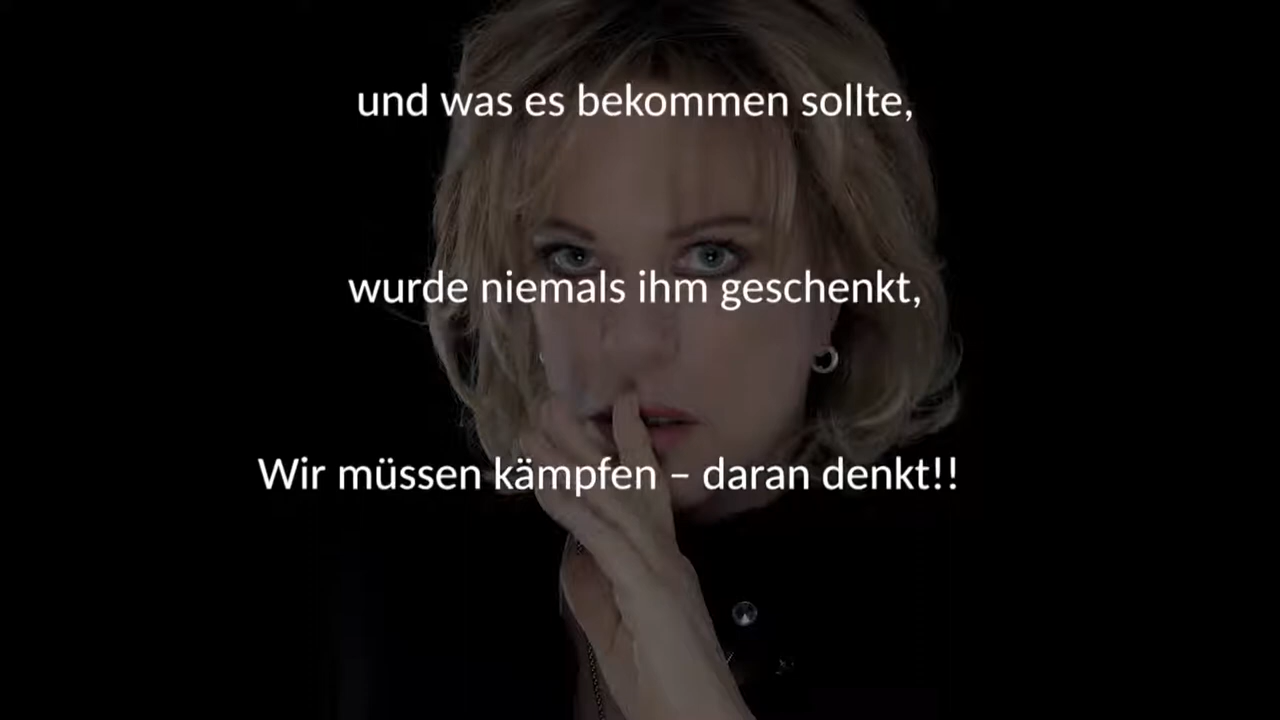 und was es bekommen sollte,
wurde niemals ihm geschenkt,
Wir müssen kämpfen – daran denkt!!